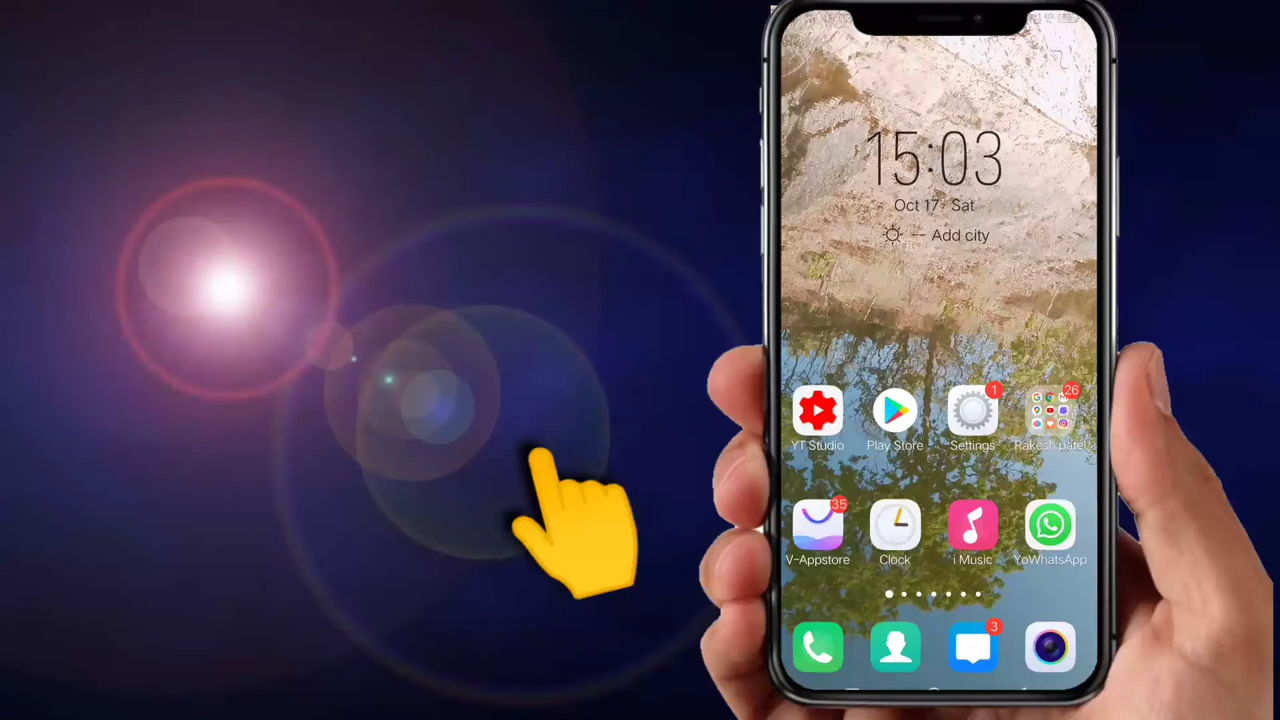 15:03
Oct 17 Sat
-- Add city
1
26
YT Studio
Play Store
Settings
Rakesh patel
35
V-Appstore
Clock
i Music
YoWhatsApp
3